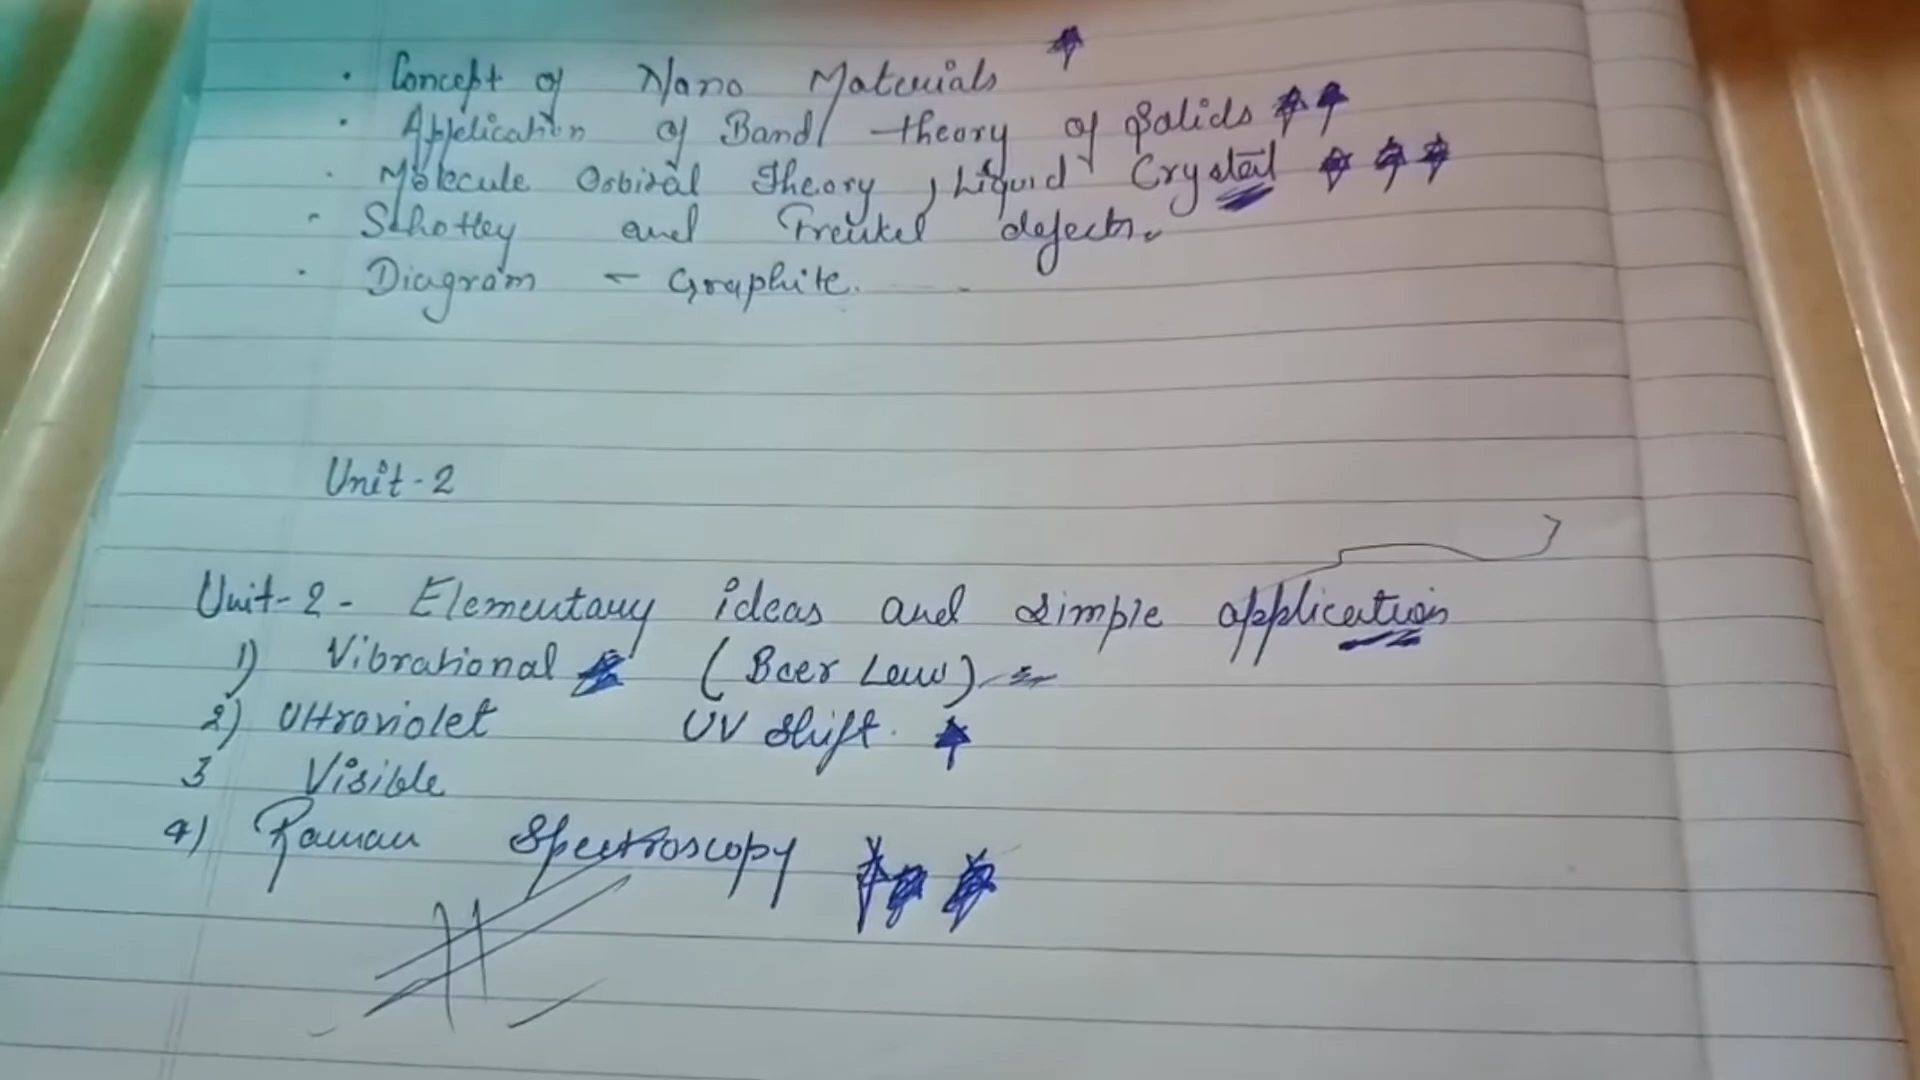 · Concept of Nano Materials
· Application of Band theory of Solids
· Molecule Orbital Theory, Liquid Crystal
- Schottky and Frenkel defects.
· Diagram - Graphite.
Unit-2
Unit-2 - Elementary ideas and simple application
1) Vibrational (Beer Law)
2) Ultraviolet UV Shift.
3 Visible
4) Raman Spectroscopy